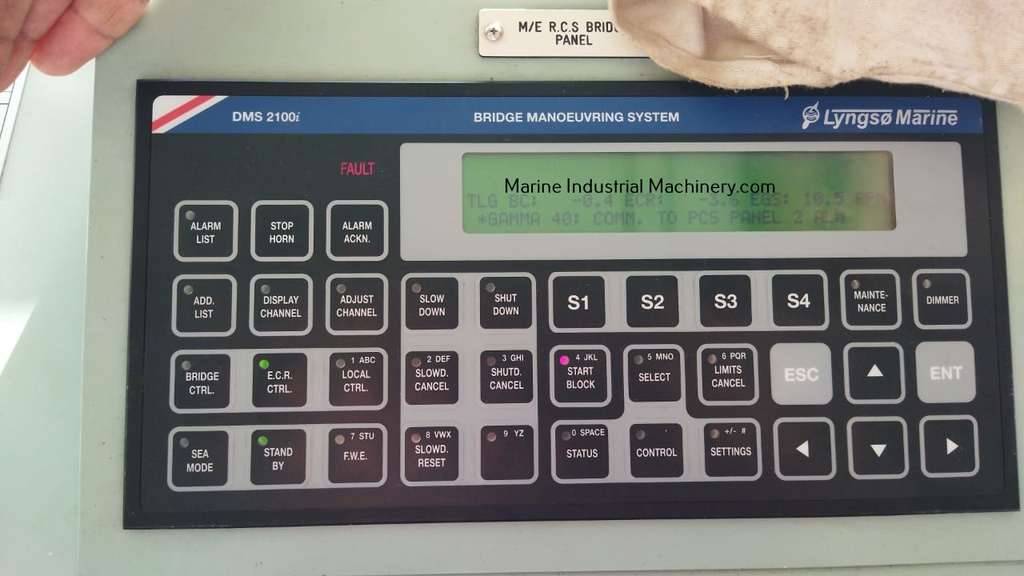 M/E R.C.S BRIDG
PANEL
DMS 2100i
BRIDGE MANOEUVRING SYSTEM
Lyngsø Marine
FAULT
Marine Industrial Machinery.com
TLG BC: -0.4 ECR: -3.6 EGS: 10.5 RPM
*GAMMA 40: COMM. TO PCS PANEL 2 ALM
ALARM
LIST
STOP
HORN
ALARM
ACKN.
ADD.
LIST
DISPLAY
CHANNEL
ADJUST
CHANNEL
SLOW
DOWN
SHUT
DOWN
S1
S2
S3
S4
MAINTE-
NANCE
DIMMER
BRIDGE
CTRL.
E.C.R.
CTRL.
1 ABC
LOCAL
CTRL.
2 DEF
SLOWD.
CANCEL
3 GHI
SHUTD.
CANCEL
4 JKL
START
BLOCK
5 MNO
SELECT
6 PQR
LIMITS
CANCEL
ESC
ENT
SEA
MODE
STAND
BY
7 STU
F.W.E.
8 VWX
SLOWD.
RESET
9 YZ
0 SPACE
STATUS
CONTROL
+/- #
SETTINGS